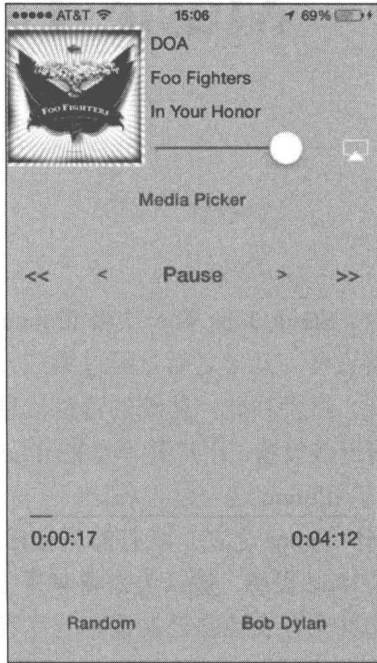 AT&T 15:06 69%
DOA
Foo Fighters
FOO FIGHTERS
In Your Honor
Media Picker
<< < Pause > >>
0:00:17 0:04:12
Random Bob Dylan